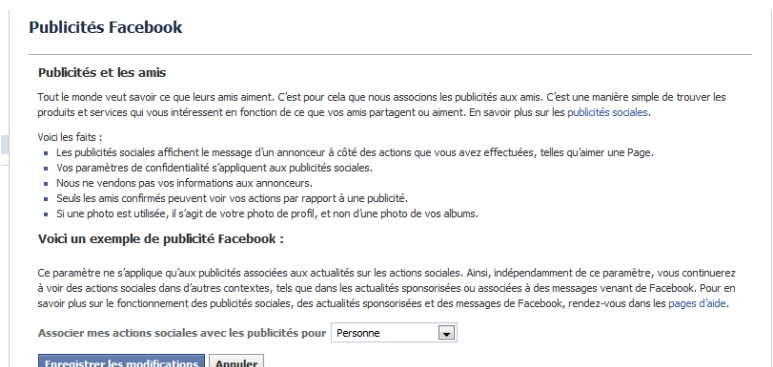 Publicités Facebook
Publicités et les amis
Tout le monde veut savoir ce que leurs amis aiment. C'est pour cela que nous associons les publicités aux amis. C'est une manière simple de trouver les
produits et services qui vous intéressent en fonction de ce que vos amis partagent ou aiment. En savoir plus sur les publicités sociales.
Voici les faits :
Les publicités sociales affichent le message d'un annonceur à côté des actions que vous avez effectuées, telles qu'aimer une Page.
Vos paramètres de confidentialité s'appliquent aux publicités sociales.
Nous ne vendons pas vos informations aux annonceurs.
Seuls les amis confirmés peuvent voir vos actions par rapport à une publicité.
Si une photo est utilisée, il s'agit de votre photo de profil, et non d'une photo de vos albums.
Voici un exemple de publicité Facebook :
Ce paramètre ne s'applique qu'aux publicités associées aux actualités sur les actions sociales. Ainsi, indépendamment de ce paramètre, vous continuerez
à voir des actions sociales dans d'autres contextes, tels que dans les actualités sponsorisées ou associées à des messages venant de Facebook. Pour en
savoir plus sur le fonctionnement des publicités sociales, des actualités sponsorisées et des messages de Facebook, rendez-vous dans les pages d'aide.
Associer mes actions sociales avec les publicités pour Personne
Enregistrer les modifications Annuler